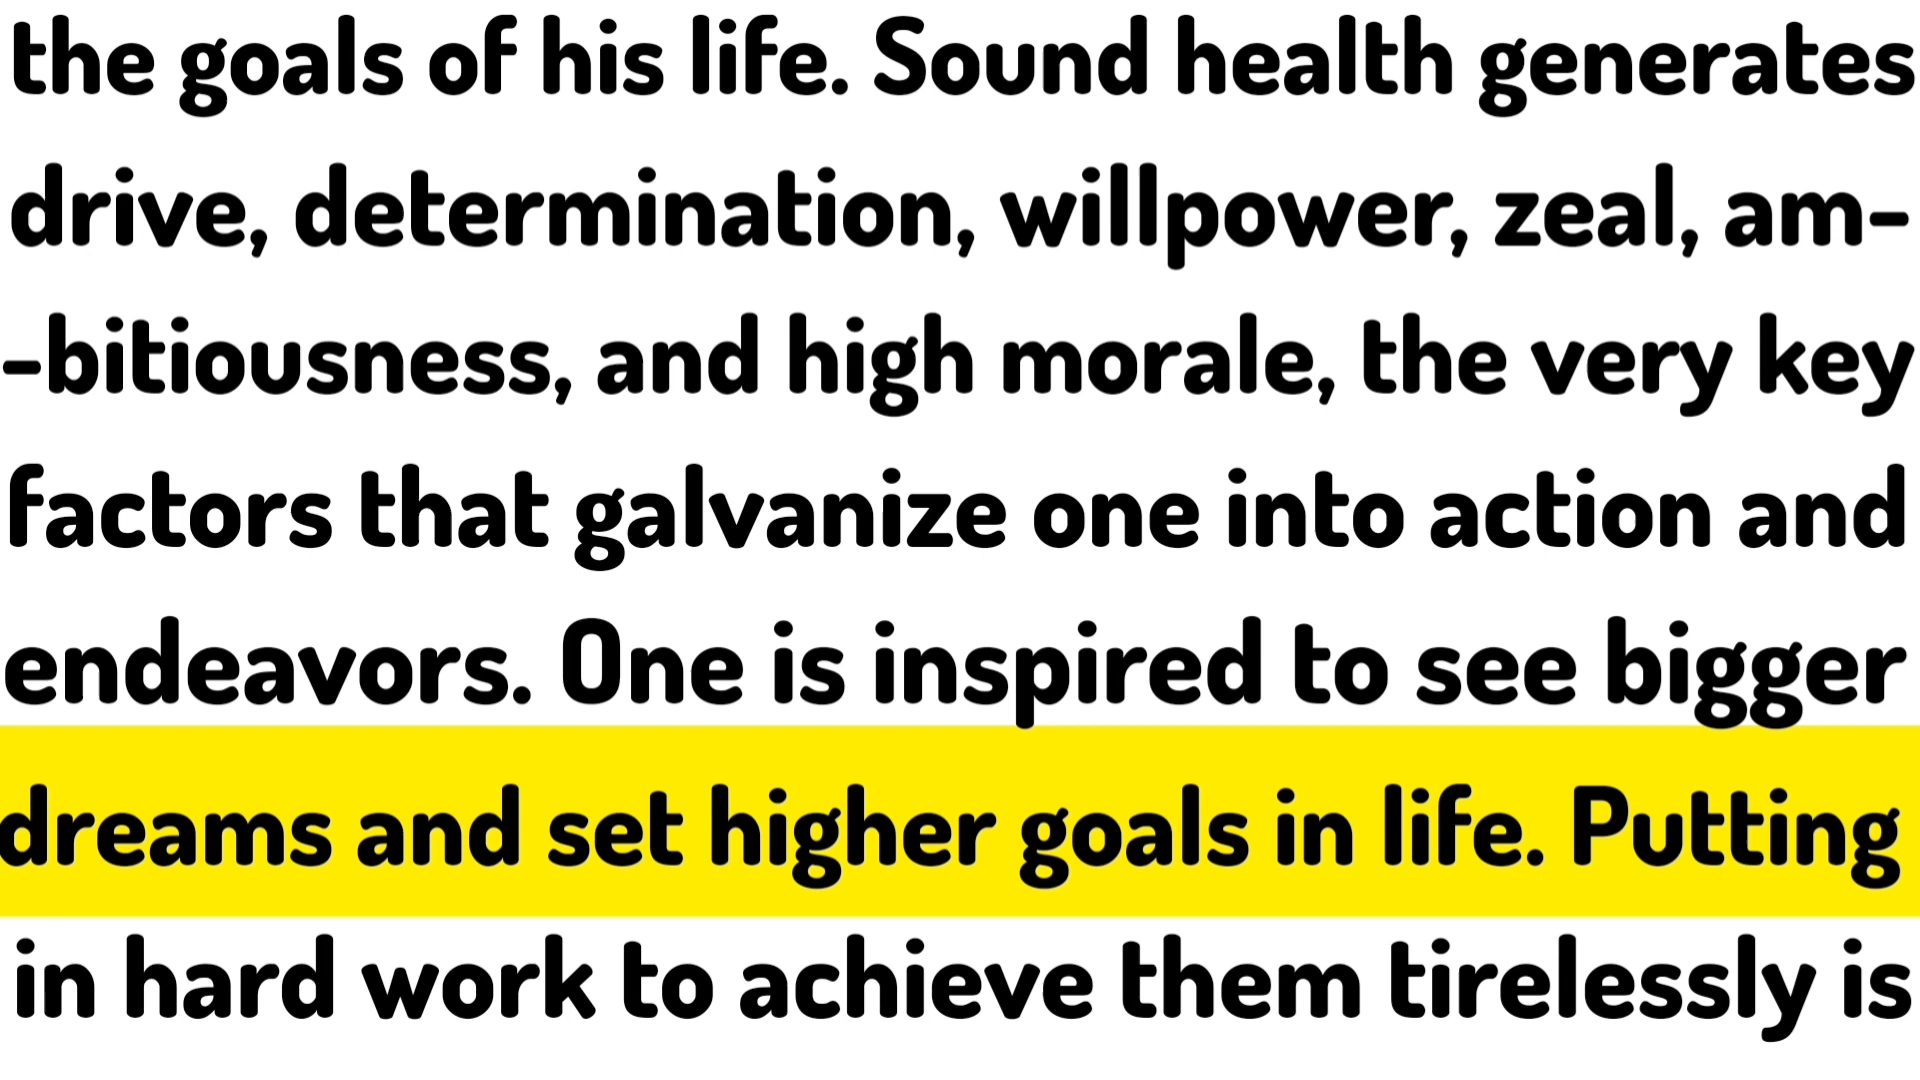 the goals of his life. Sound health generates
drive, determination, willpower, zeal, am-
-bitiousness, and high morale, the very key
factors that galvanize one into action and
endeavors. One is inspired to see bigger
dreams and set higher goals in life. Putting
in hard work to achieve them tirelessly is